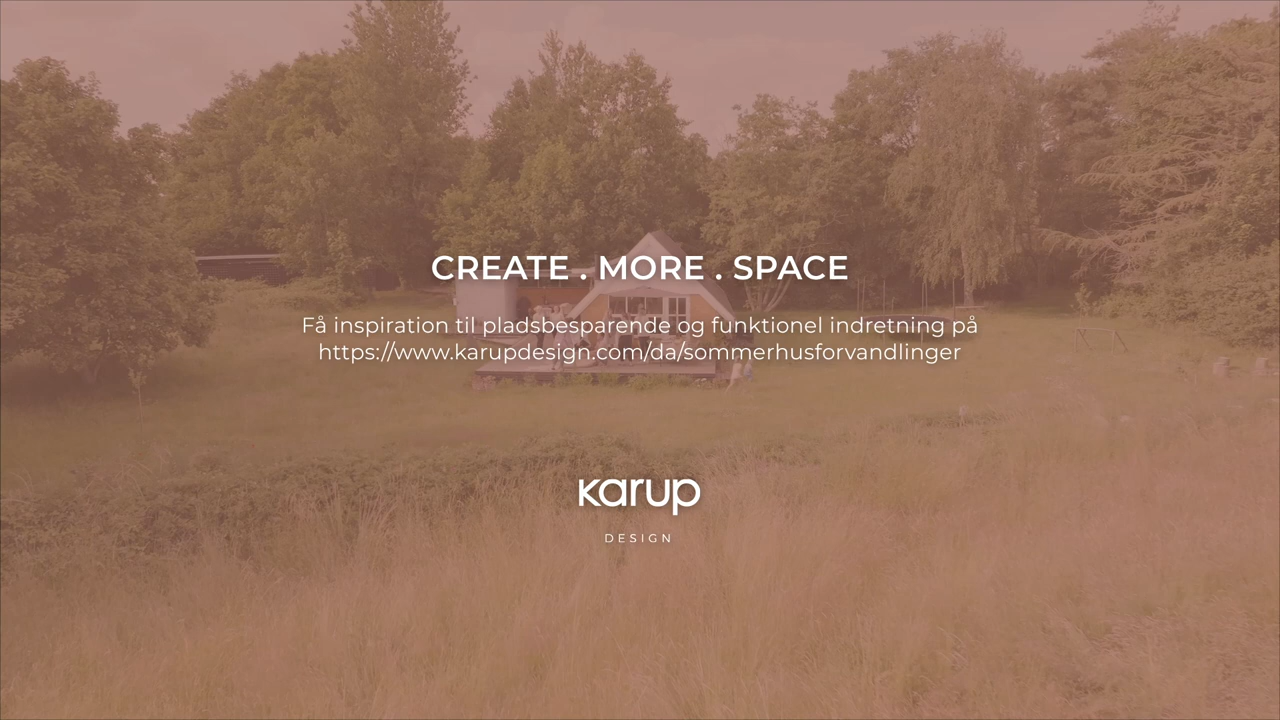 CREATE . MORE . SPACE
Få inspiration til pladsbesparende og funktionel indretning på
https://www.karupdesign.com/da/sommerhusforvandlinger
karup
DESIGN